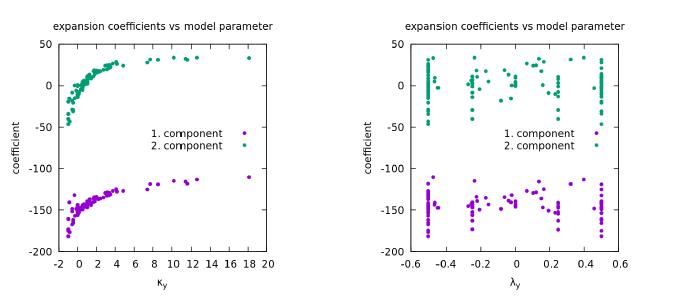 expansion coefficients vs model parameter
50
0
-50
-100
-150
-200
coefficient
1. component
2. component
-2 0 2 4 6 8 10 12 14 16 18 20
κy
expansion coefficients vs model parameter
50
0
-50
-100
-150
-200
coefficient
1. component
2. component
-0.6 -0.4 -0.2 0 0.2 0.4 0.6
λy